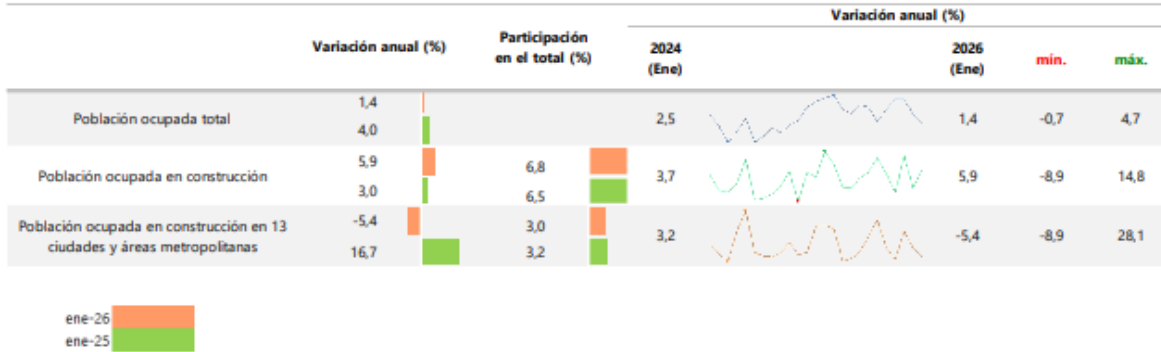 Variación anual (%)
Variación anual (%) Participación en el total (%) 2024 (Ene) 2026 (Ene) mín. máx.
Población ocupada total 1,4 4,0 2,5 1,4 -0,7 4,7
Población ocupada en construcción 5,9 3,0 6,8 6,5 3,7 5,9 -8,9 14,8
Población ocupada en construcción en 13
ciudades y áreas metropolitanas -5,4 16,7 3,0 3,2 3,2 -5,4 -8,9 28,1
ene-26
ene-25